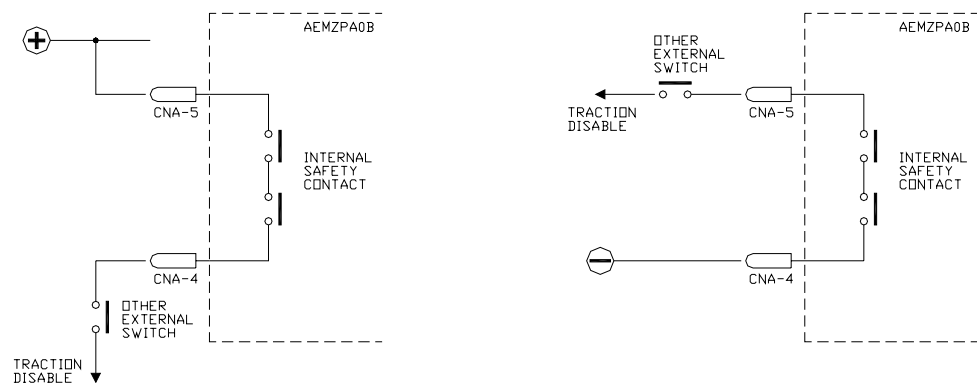 AEMZPA0B
CNA-5
INTERNAL
SAFETY
CONTACT
CNA-4
OTHER
EXTERNAL
SWITCH
TRACTION
DISABLE
AEMZPA0B
OTHER
EXTERNAL
SWITCH
CNA-5
TRACTION
DISABLE
INTERNAL
SAFETY
CONTACT
CNA-4